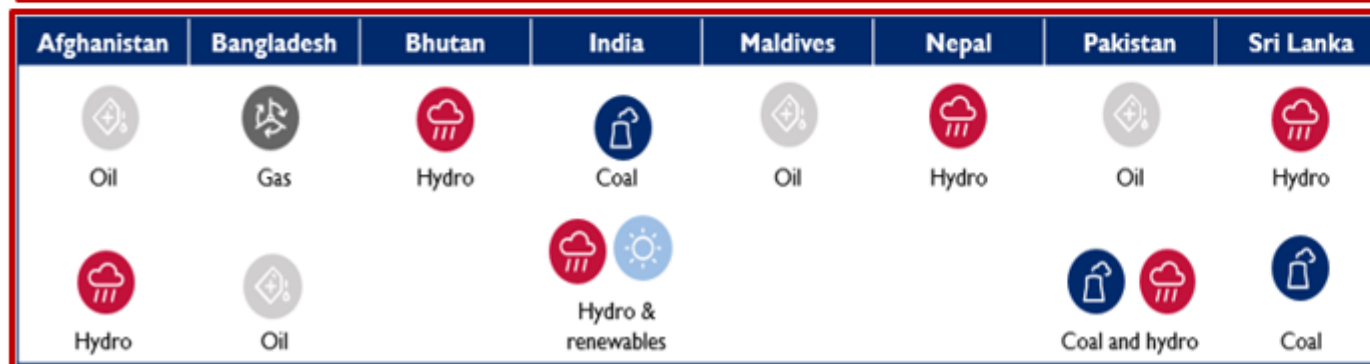 Afghanistan Bangladesh Bhutan India Maldives Nepal Pakistan Sri Lanka
Oil Gas Hydro Coal Oil Hydro Oil Hydro
Hydro Oil Hydro & renewables Coal and hydro Coal